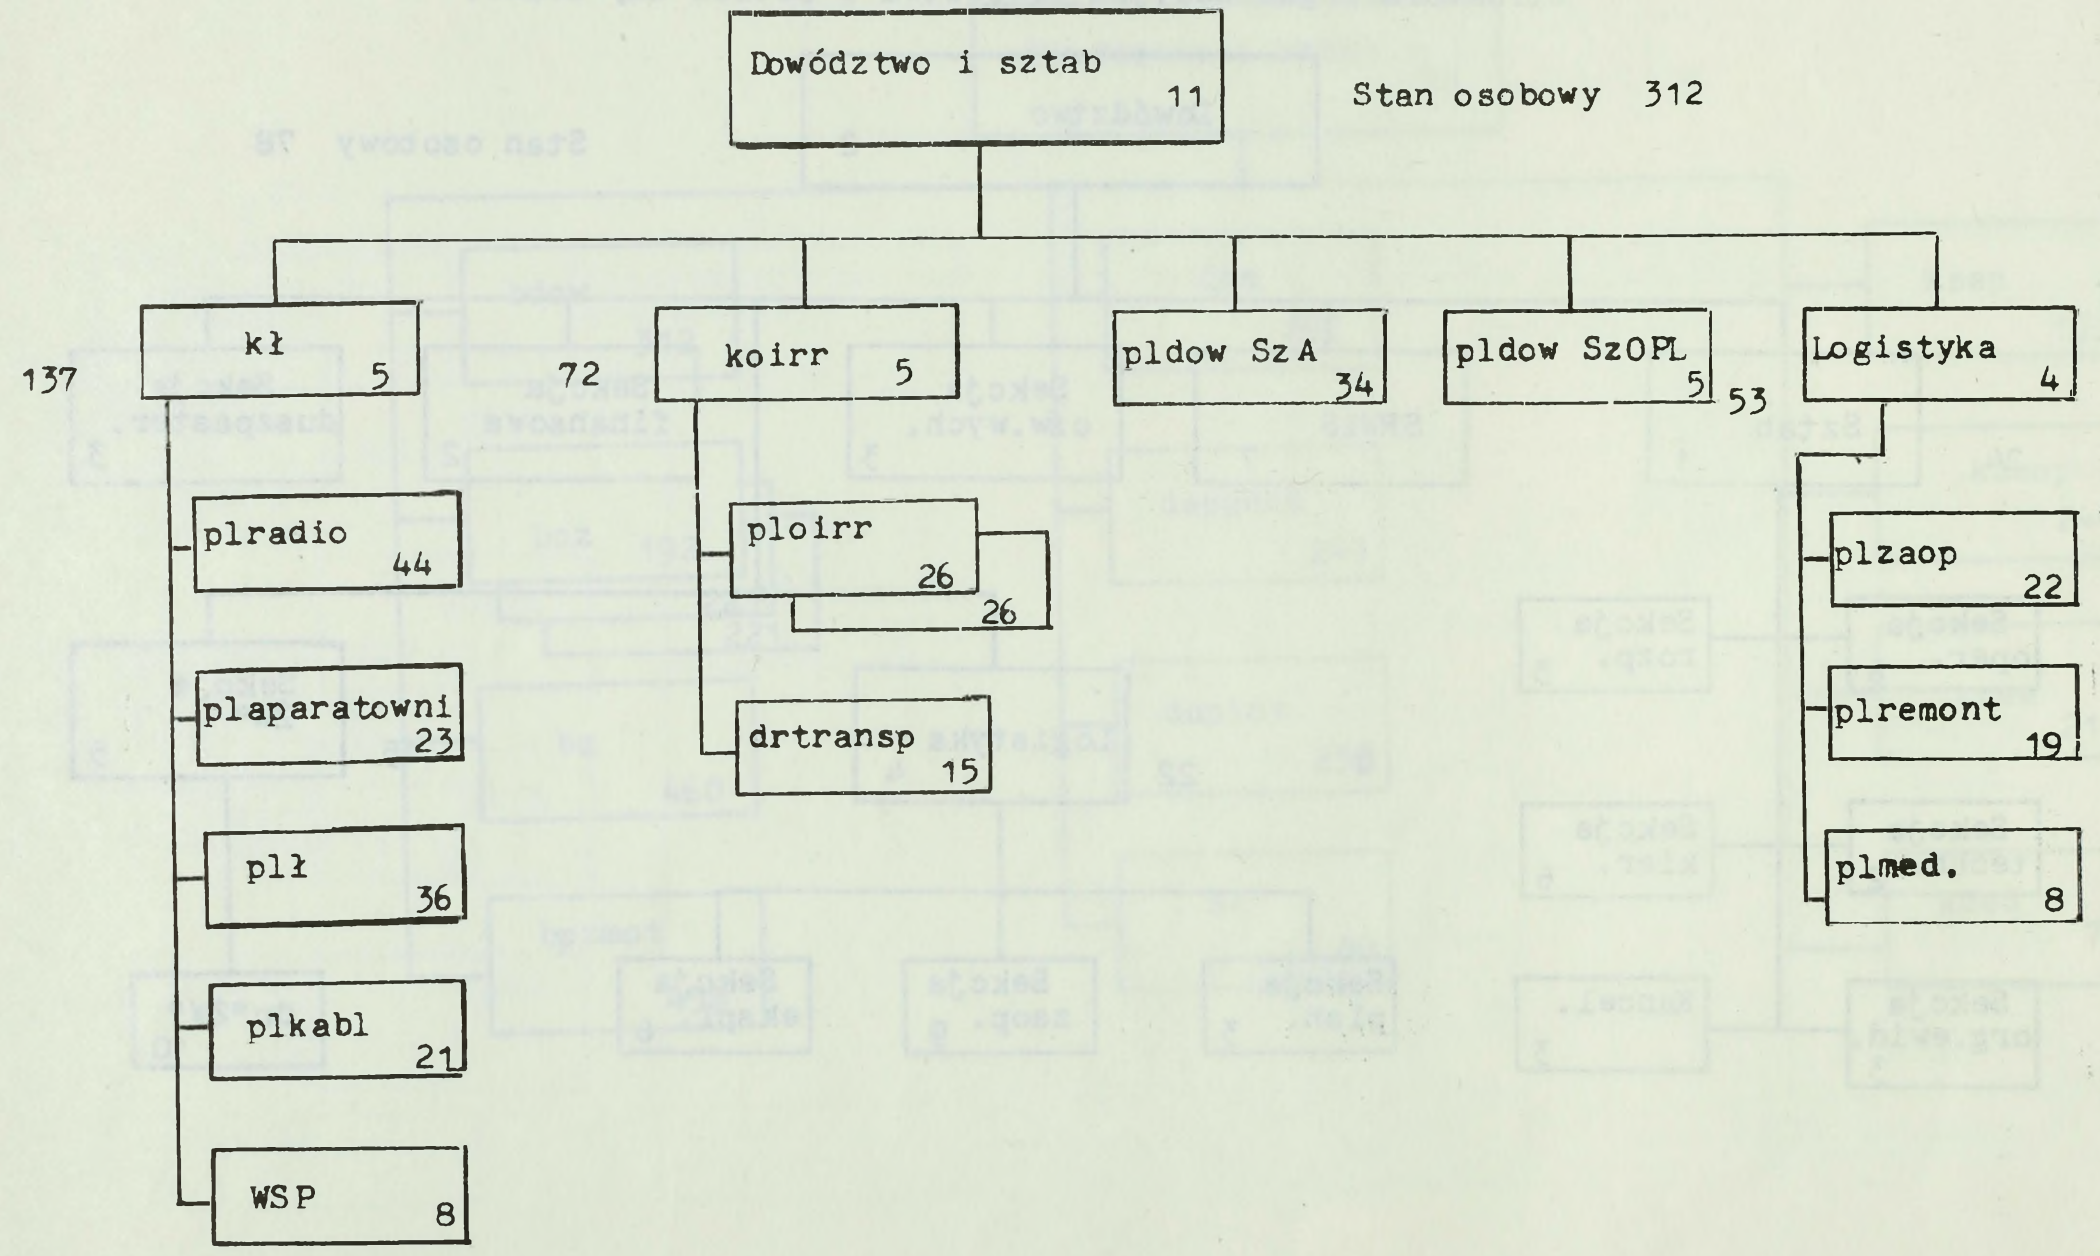 Dowództwo i sztab
11
Stan osobowy 312
137
kł
5
72
koirr
5
pldow SzA
34
pldow SzOPL
5
53
Logistyka
4
plradio
44
plaparatowni
23
plł
36
plkabl
21
WSP
8
ploirr
26
26
drtransp
15
plzaop
22
plremont
19
plmed.
8